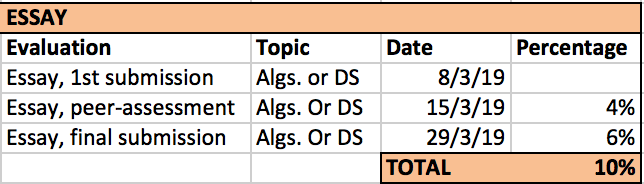 ESSAY
Evaluation Topic Date Percentage
Essay, 1st submission Algs. or DS 8/3/19
Essay, peer-assessment Algs. Or DS 15/3/19 4%
Essay, final submission Algs. Or DS 29/3/19 6%
TOTAL 10%